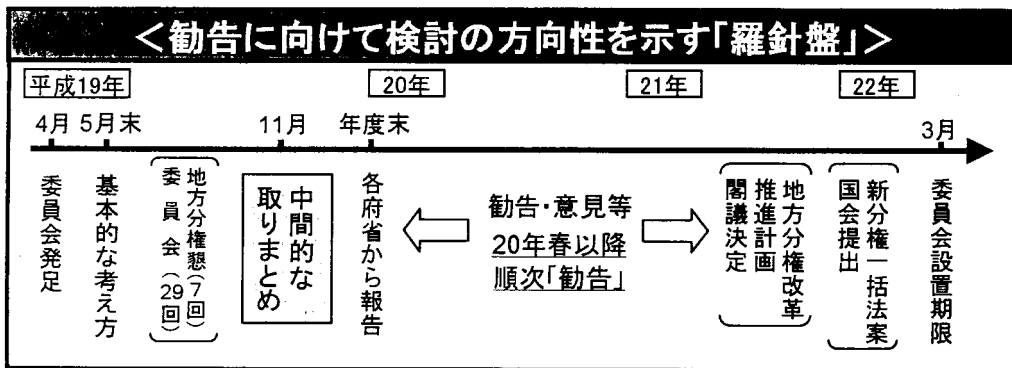 <勧告に向けて検討の方向性を示す「羅針盤」>
平成19年
20年
21年
22年
4月
5月末
11月
年度末
3月
委員会発足
基本的な考え方
地方分権懇(7回)
委員会(29回)
中間的な
取りまとめ
各府省から報告
勧告・意見等
20年春以降
順次「勧告」
地方分権改革
推進計画
閣議決定
新分権一括法案
国会提出
委員会設置期限